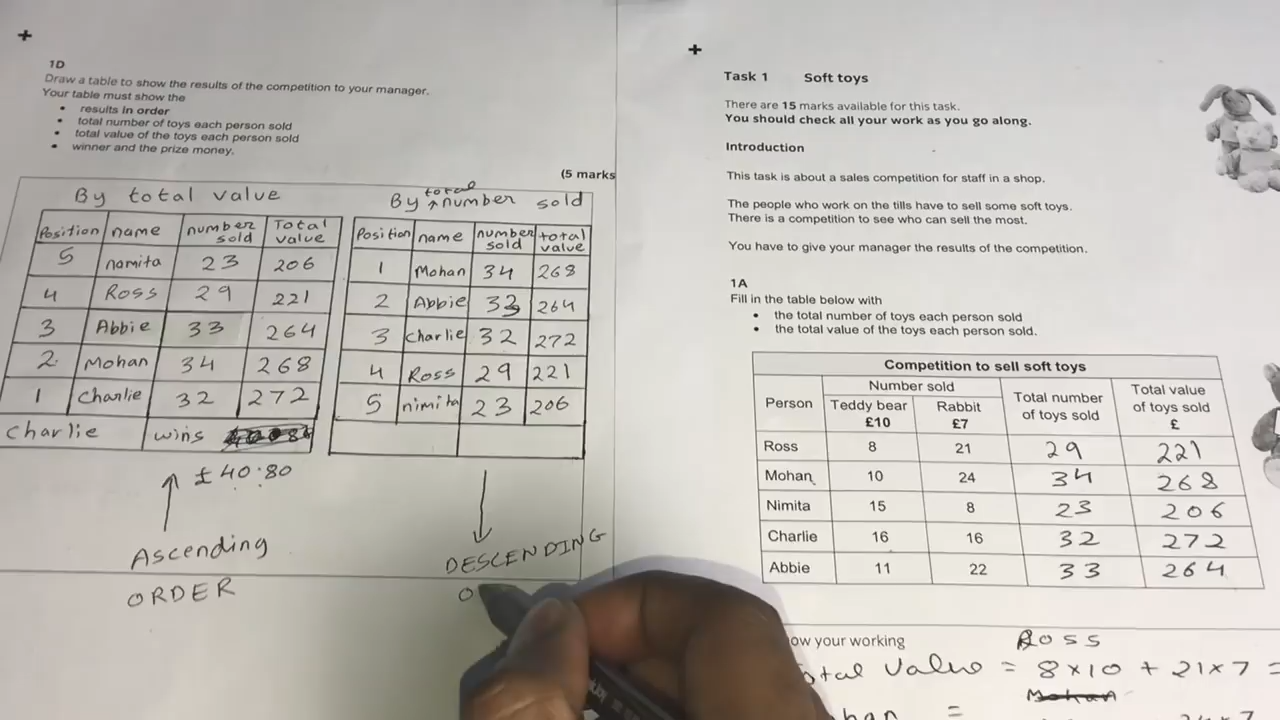 1D
Draw a table to show the results of the competition to your manager.
Your table must show the
• results in order
• total number of toys each person sold
• total value of the toys each person sold
• winner and the prize money.
(5 marks
By total value
Position name number sold Total value
5 namita 23 206
4 Ross 29 221
3 Abbie 33 264
2 Mohan 34 268
1 Charlie 32 272
Charlie wins
£40.80
Ascending
ORDER
By total number sold
Position name number sold total value
1 Mohan 34 268
2 Abbie 33 264
3 Charlie 32 272
4 Ross 29 221
5 nimita 23 206
DESCENDING
O
Task 1 Soft toys
There are 15 marks available for this task.
You should check all your work as you go along.
Introduction
This task is about a sales competition for staff in a shop.
The people who work on the tills have to sell some soft toys.
There is a competition to see who can sell the most.
You have to give your manager the results of the competition.
1A
Fill in the table below with
• the total number of toys each person sold
• the total value of the toys each person sold.
Competition to sell soft toys
Person Number sold Total number of toys sold Total value of toys sold £
Teddy bear £10 Rabbit £7
Ross 8 21 29 221
Mohan 10 24 34 268
Nimita 15 8 23 206
Charlie 16 16 32 272
Abbie 11 22 33 264
ow your working
Ross
tal Value = 8×10 + 21×7 =
Mohan
han =